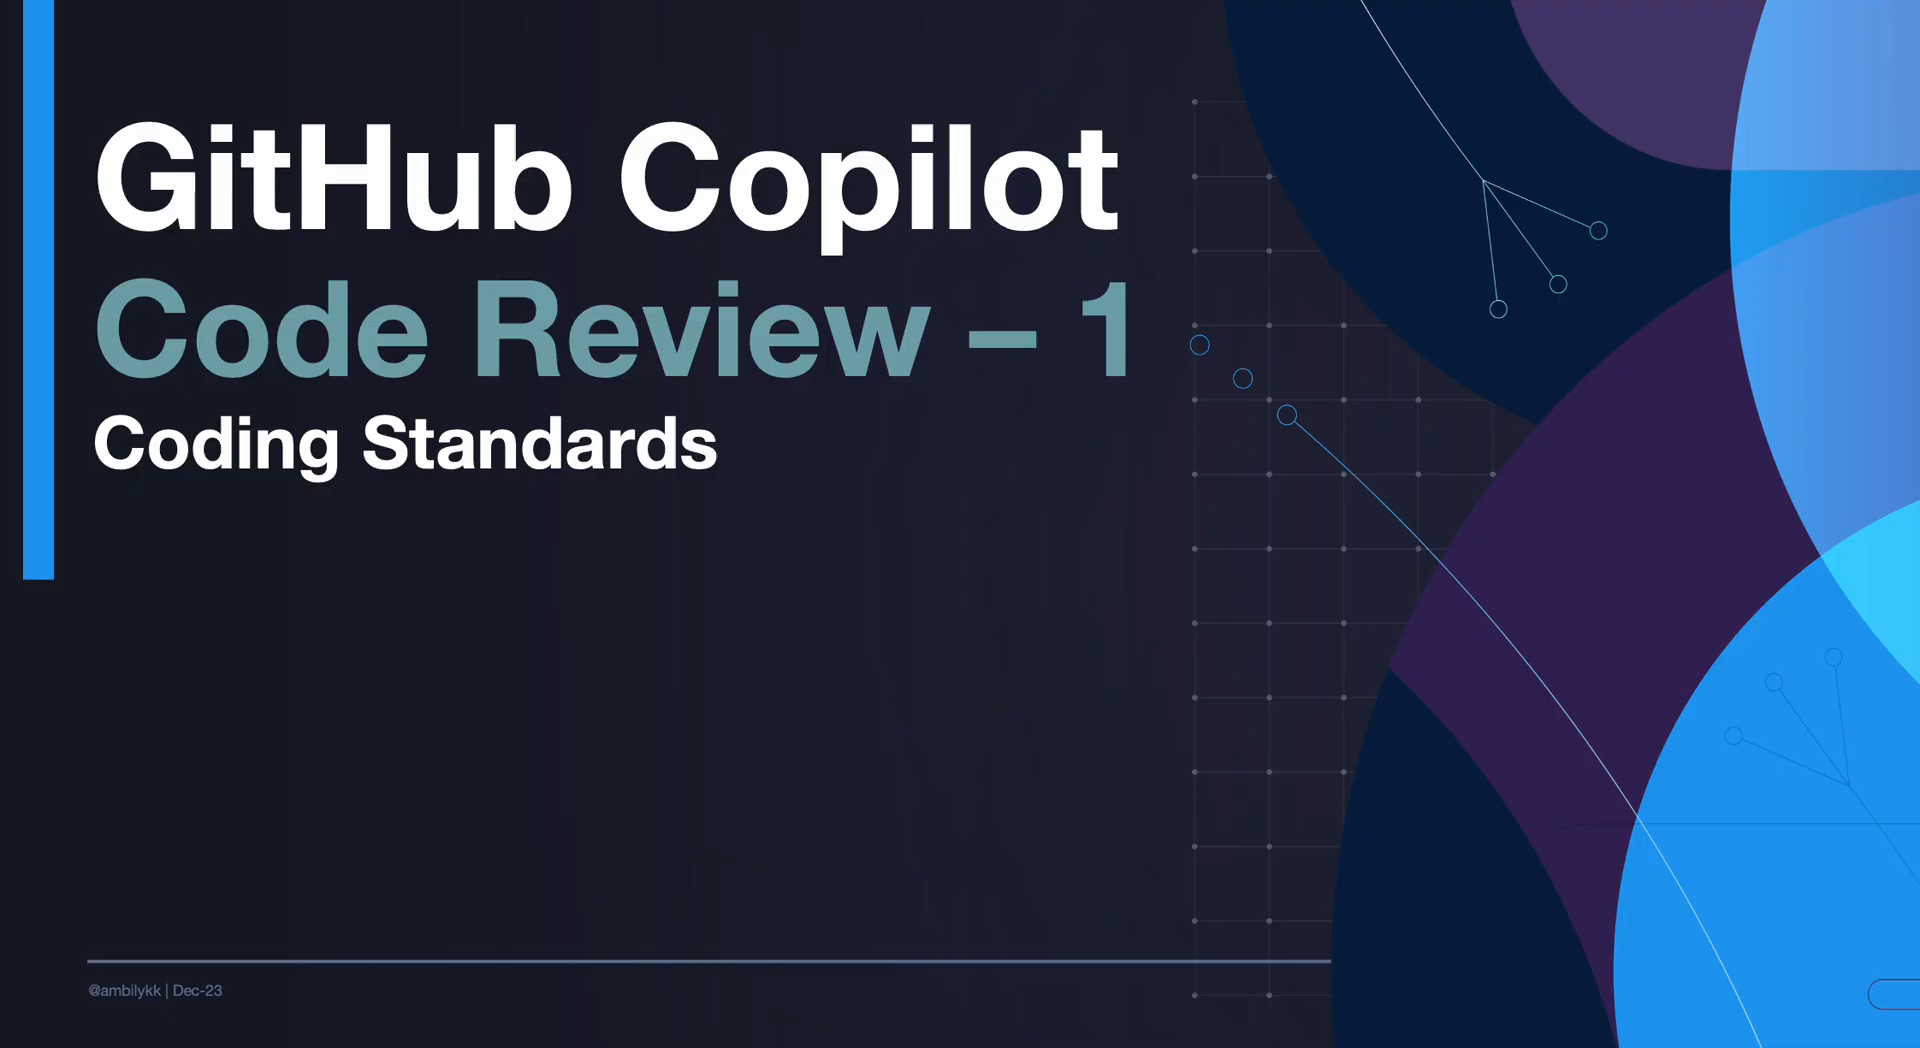 GitHub Copilot
Code Review – 1
Coding Standards
@ambilykk | Dec-23